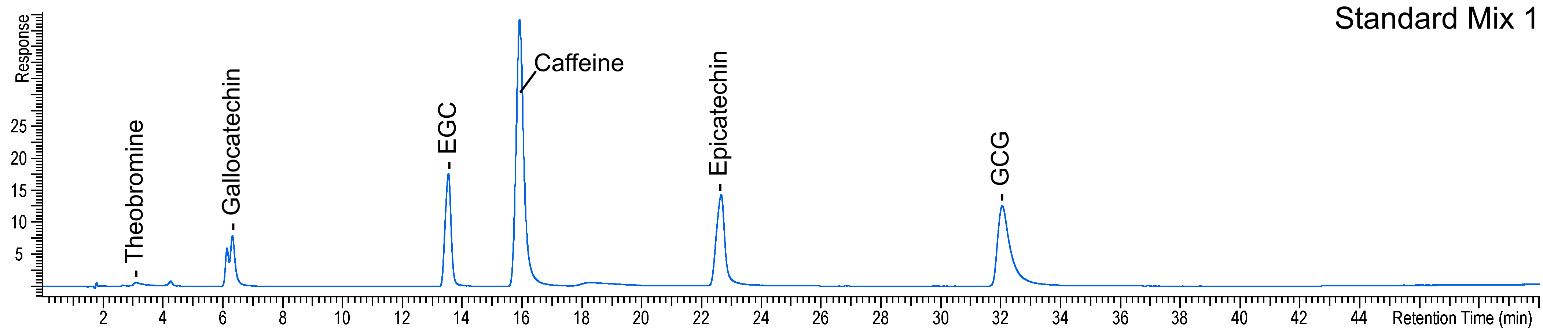 Standard Mix 1
Response
25
20
15
10
5
Theobromine
Gallocatechin
EGC
Caffeine
Epicatechin
GCG
2 4 6 8 10 12 14 16 18 20 22 24 26 28 30 32 34 36 38 40 42 44 Retention Time (min)